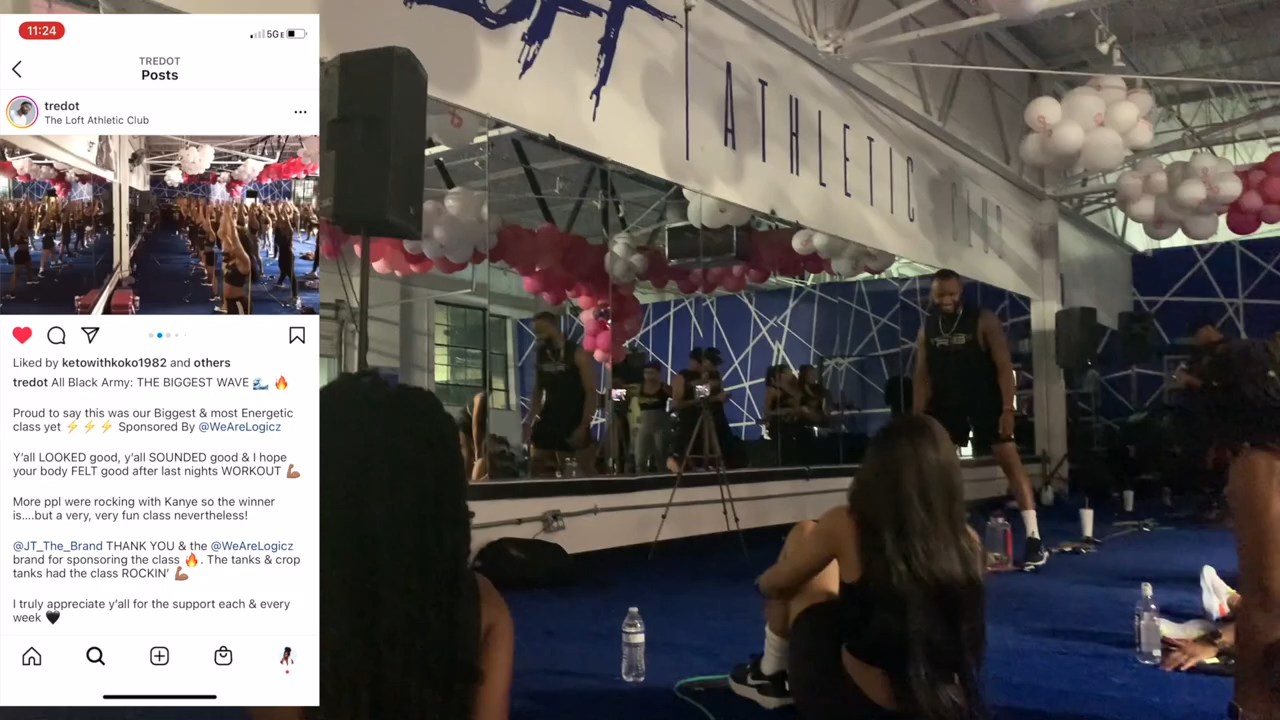 11:24
5G E
TREDOT
Posts
tredot
The Loft Athletic Club
Liked by ketowithkoko1982 and others
tredot All Black Army: THE BIGGEST WAVE 🌊 🔥
Proud to say this was our Biggest & most Energetic
class yet ⚡⚡⚡ Sponsored By @WeAreLogicz
Y'all LOOKED good, y'all SOUNDED good & I hope
your body FELT good after last nights WORKOUT 💪🏾
More ppl were rocking with Kanye so the winner
is....but a very, very fun class nevertheless!
@JT_The_Brand THANK YOU & the @WeAreLogicz
brand for sponsoring the class 🔥. The tanks & crop
tanks had the class ROCKIN' 💪🏾
I truly appreciate y'all for the support each & every
week 🖤
ATHLETIC CLUB